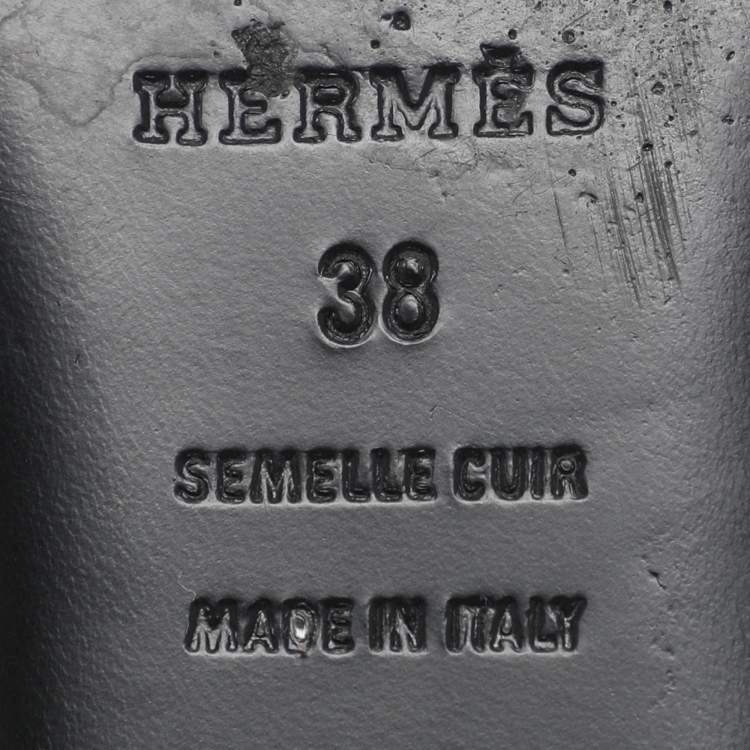 HERMÈS
38
SEMELLE CUIR
MADE IN ITALY